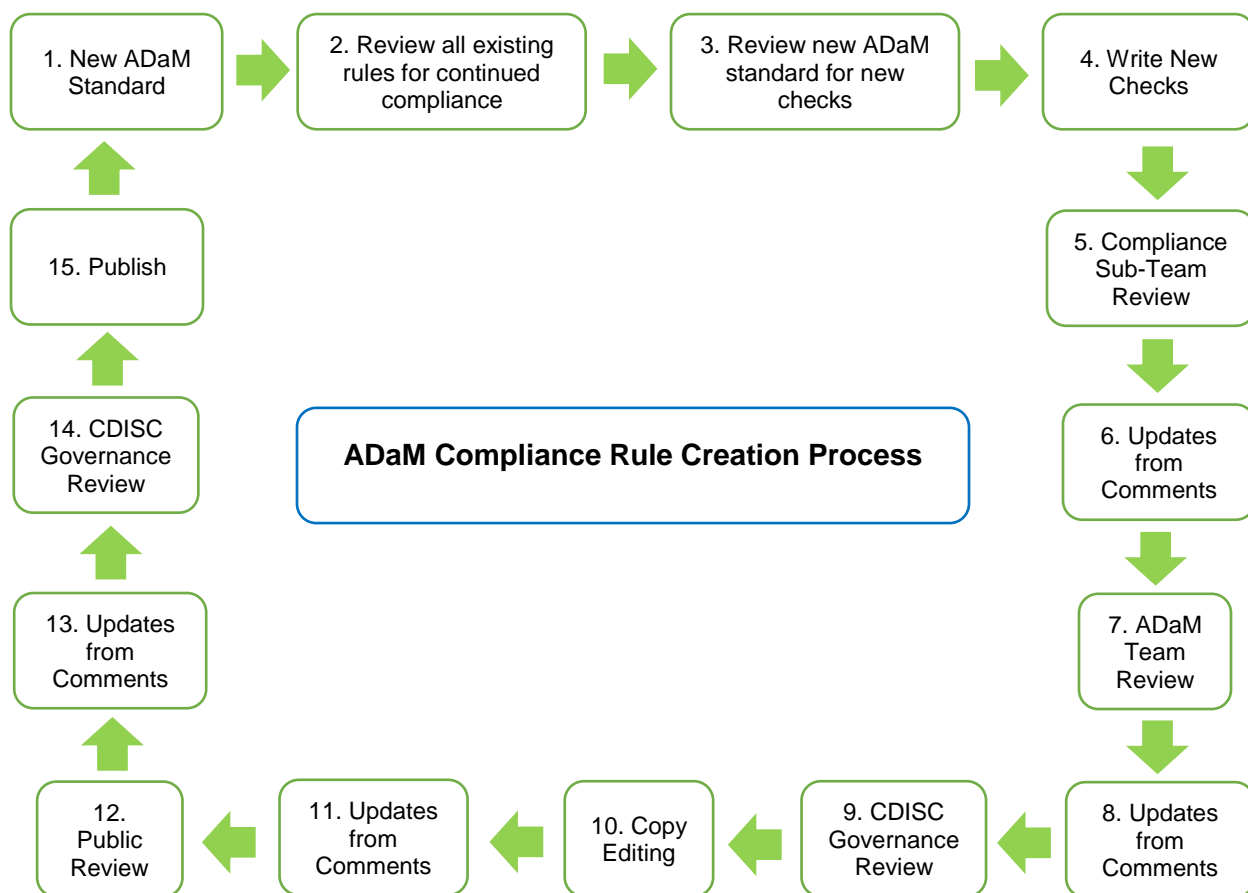 1. New ADaM
Standard
2. Review all existing
rules for continued
compliance
3. Review new ADaM
standard for new
checks
4. Write New
Checks
5. Compliance
Sub-Team
Review
6. Updates
from
Comments
7. ADaM
Team
Review
8. Updates
from
Comments
9. CDISC
Governance
Review
10. Copy
Editing
11. Updates
from
Comments
12.
Public
Review
13. Updates
from
Comments
14. CDISC
Governance
Review
15. Publish
ADaM Compliance Rule Creation Process